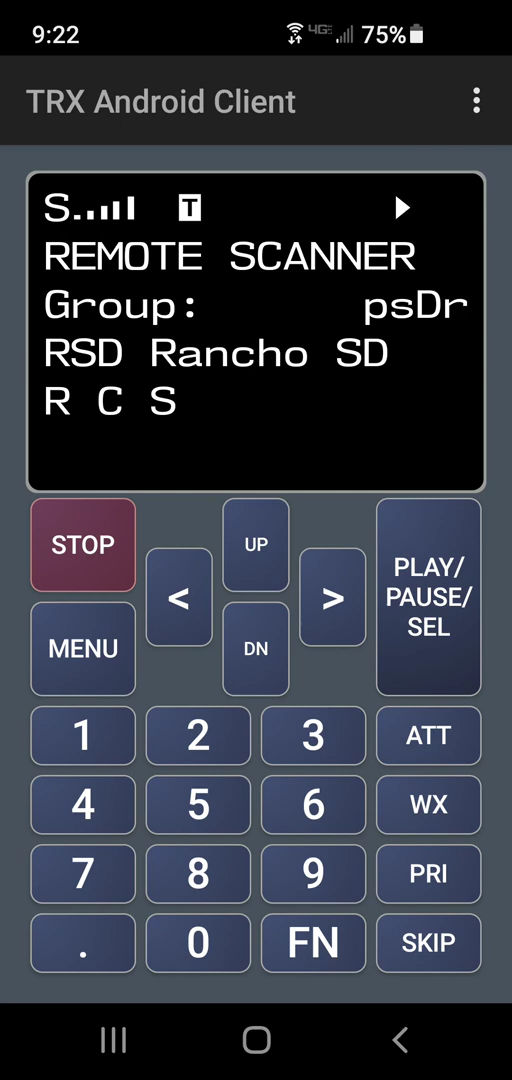 9:22 4GE 75%
TRX Android Client
S T
REMOTE SCANNER
Group: psDr
RSD Rancho SD
R C S
STOP
UP
PLAY/
PAUSE/
SEL
<
>
MENU
DN
1 2 3 ATT
4 5 6 WX
7 8 9 PRI
. 0 FN SKIP